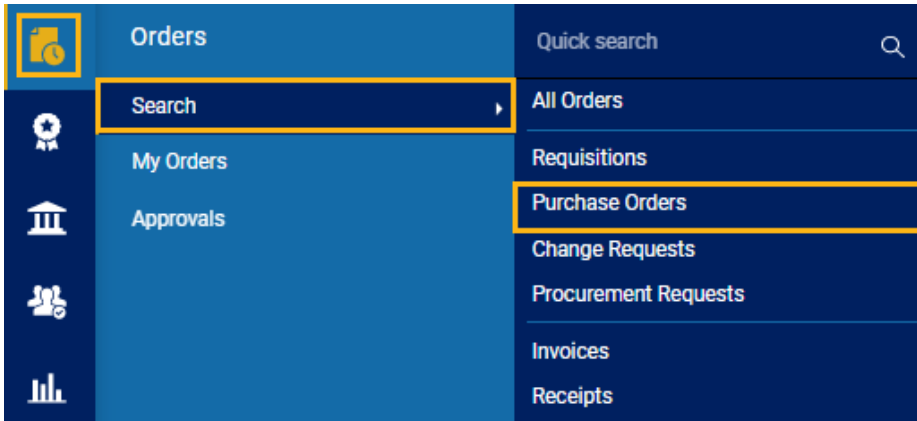 Orders
Search
My Orders
Approvals
Quick search
All Orders
Requisitions
Purchase Orders
Change Requests
Procurement Requests
Invoices
Receipts